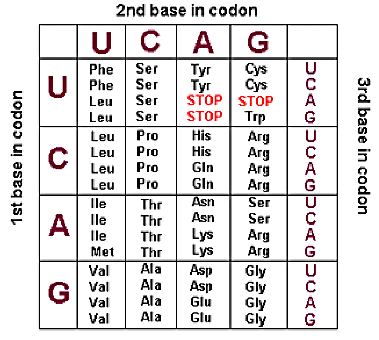 2nd base in codon
U C A G
1st base in codon
U
Phe Ser Tyr Cys U
Phe Ser Tyr Cys C
Leu Ser STOP STOP A
Leu Ser STOP Trp G
C
Leu Pro His Arg U
Leu Pro His Arg C
Leu Pro Gln Arg A
Leu Pro Gln Arg G
A
Ile Thr Asn Ser U
Ile Thr Asn Ser C
Ile Thr Lys Arg A
Met Thr Lys Arg G
G
Val Ala Asp Gly U
Val Ala Asp Gly C
Val Ala Glu Gly A
Val Ala Glu Gly G
3rd base in codon